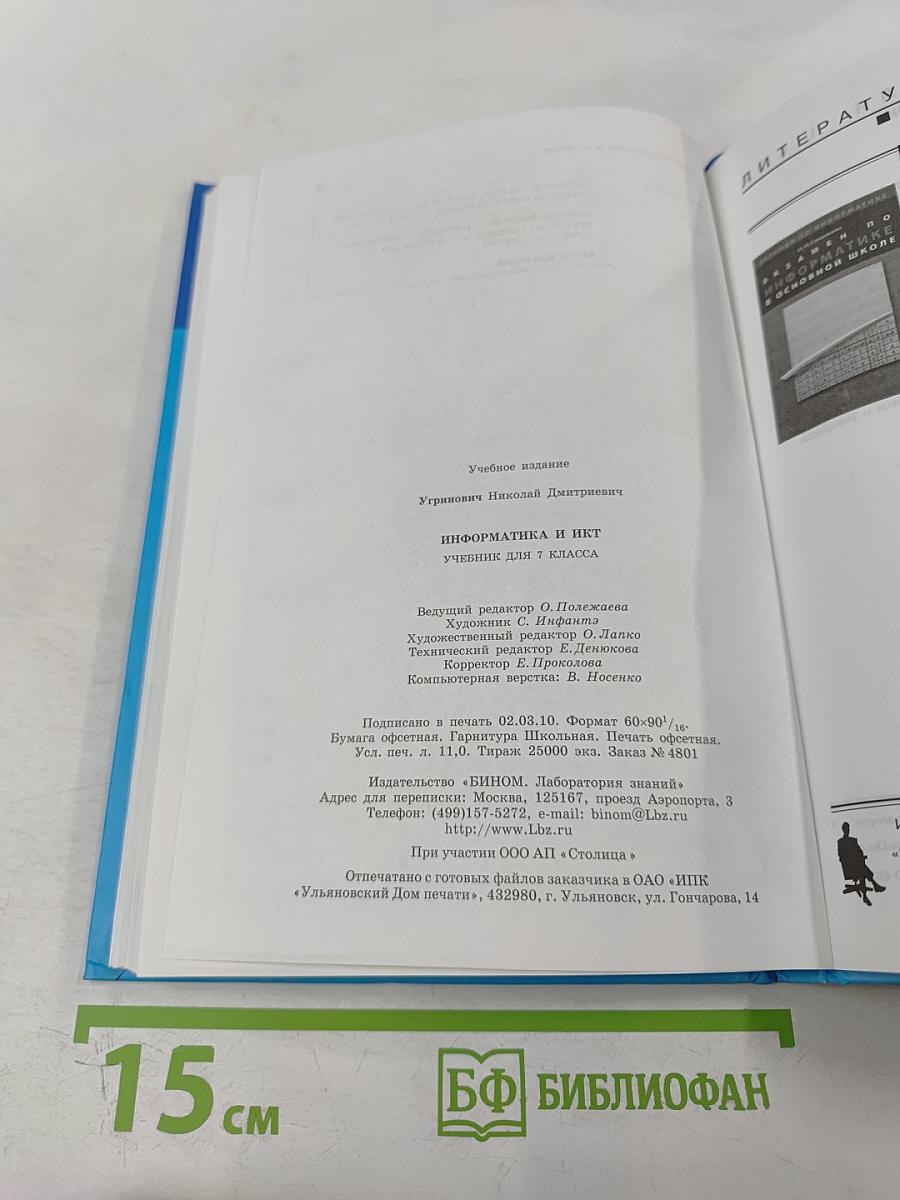 Учебное издание
Угринович Николай Дмитриевич
ИНФОРМАТИКА И ИКТ
УЧЕБНИК ДЛЯ 7 КЛАССА
Ведущий редактор О. Полежаева
Художник С. Инфантэ
Художественный редактор О. Лапко
Технический редактор Е. Денюкова
Корректор Е. Проколова
Компьютерная верстка: В. Носенко
Подписано в печать 02.03.10. Формат 60×90¹/₁₆.
Бумага офсетная. Гарнитура Школьная. Печать офсетная.
Усл. печ. л. 11,0. Тираж 25000 экз. Заказ № 4801
Издательство «БИНОМ. Лаборатория знаний»
Адрес для переписки: Москва, 125167, проезд Аэропорта, 3
Телефон: (499)157-5272, e-mail: binom@Lbz.ru
http://www.Lbz.ru
При участии ООО АП «Столица»
Отпечатано с готовых файлов заказчика в ОАО «ИПК
«Ульяновский Дом печати», 432980, г. Ульяновск, ул. Гончарова, 14
ЛИТЕРАТУ
ЭКЗАМЕН ПО
ИНФОРМАТИКЕ
В ОСНОВНОЙ ШКОЛЕ
15 см
БФ БИБЛИОФАН